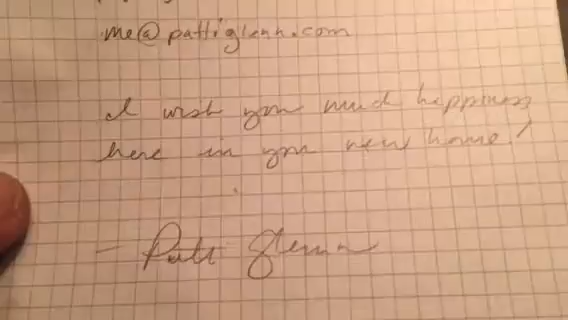 me@pattiglenn.com
I wish you much happiness
here in your new home!
- Patti Glenn